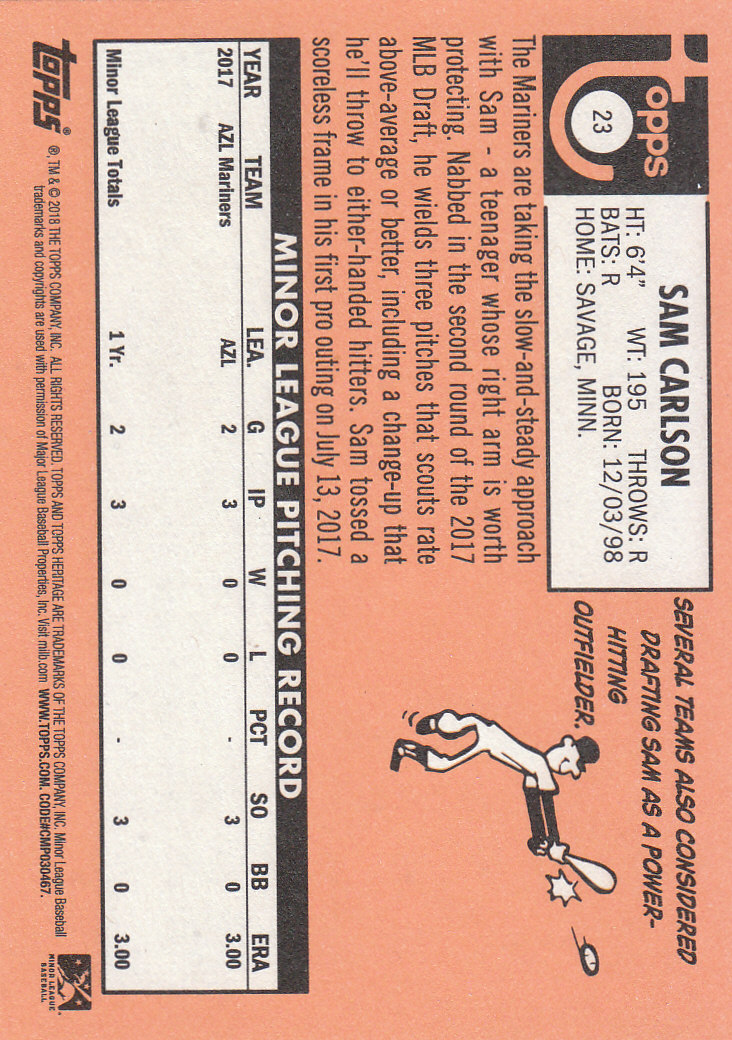 topps
23
SAM CARLSON
HT: 6'4" WT: 195 THROWS: R
BATS: R BORN: 12/03/98
HOME: SAVAGE, MINN.
SEVERAL TEAMS ALSO CONSIDERED
DRAFTING SAM AS A POWER-
HITTING
OUTFIELDER.
The Mariners are taking the slow-and-steady approach
with Sam - a teenager whose right arm is worth
protecting. Nabbed in the second round of the 2017
MLB Draft, he wields three pitches that scouts rate
above-average or better, including a change-up that
he'll throw to either-handed hitters. Sam tossed a
scoreless frame in his first pro outing on July 13, 2017.
MINOR LEAGUE PITCHING RECORD
YEAR TEAM LEA. G IP W L PCT SO BB ERA
2017 AZL Mariners AZL 2 3 0 0 - 3 0 3.00
Minor League Totals 1 Yr. 2 3 0 0 - 3 0 3.00
topps® ®, TM & © 2018 THE TOPPS COMPANY, INC. ALL RIGHTS RESERVED. TOPPS AND TOPPS HERITAGE ARE TRADEMARKS OF THE TOPPS COMPANY, INC. Minor League Baseball
trademarks and copyrights are used with permission of Major League Baseball Properties, Inc. Visit milb.com WWW.TOPPS.COM. CODE#CMP030467.
MINOR LEAGUE
BASEBALL